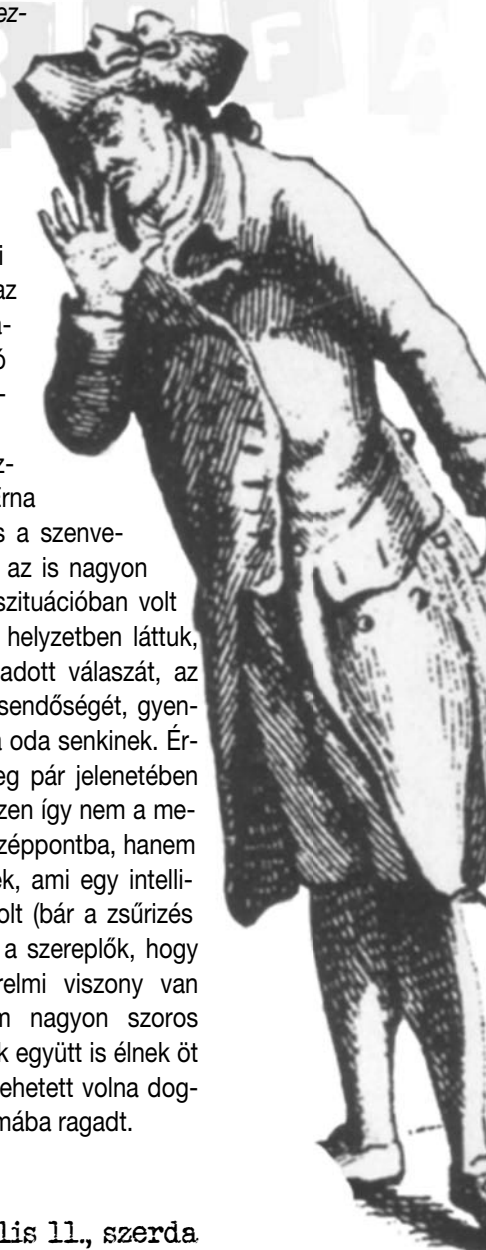 ez-
R F A
i
az
a-
ó
-
z-
Erna
s a szenve-
az is nagyon
szituációban volt
helyzetben láttuk,
adott válaszát, az
sendőségét, gyen-
a oda senkinek. Ér-
eg pár jelenetében
zen így nem a me-
zéppontba, hanem
ek, ami egy intelli-
olt (bár a zsűrizés
a szereplők, hogy
relmi viszony van
m nagyon szoros
k együtt is élnek öt
ehetett volna dog-
mába ragadt.
lis 11., szerda